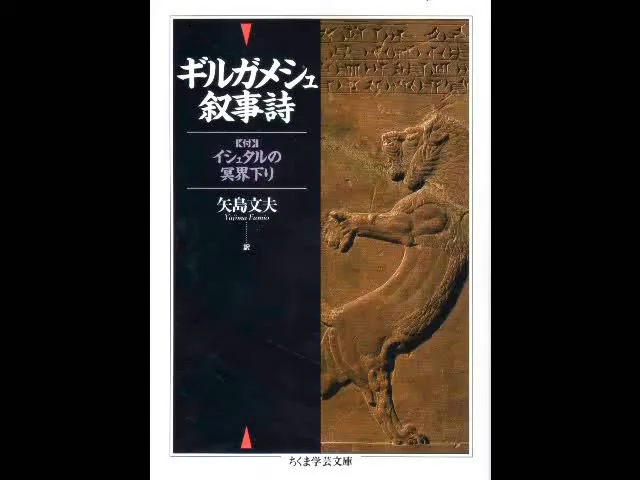 ギルガメシュ
叙事詩
【付】
イシュタルの
冥界下り
矢島文夫
Yajima Fumio
訳
ちくま学芸文庫